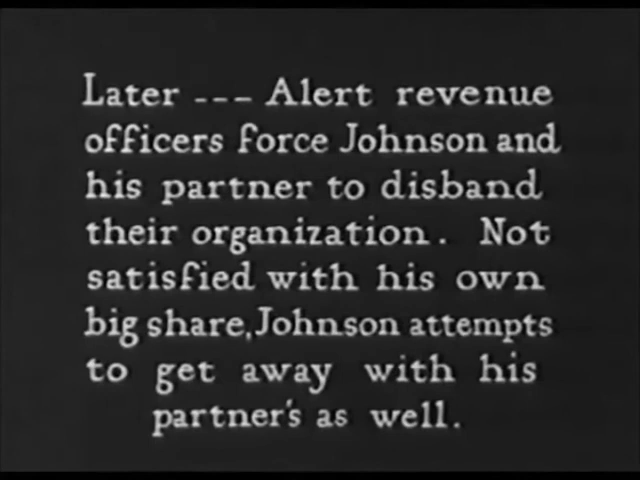 Later --- Alert revenue
officers force Johnson and
his partner to disband
their organization. Not
satisfied with his own
big share, Johnson attempts
to get away with his
partner's as well.